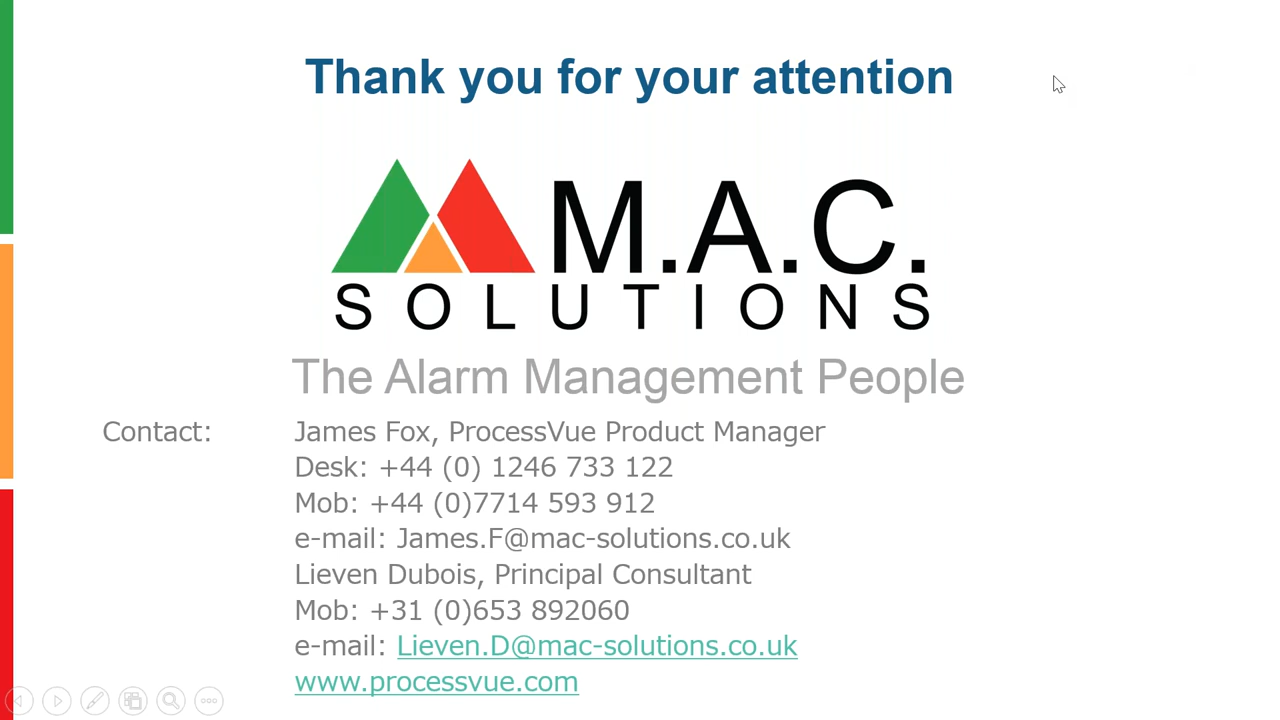 Thank you for your attention
M.A.C.
SOLUTIONS
The Alarm Management People
Contact: James Fox, ProcessVue Product Manager
Desk: +44 (0) 1246 733 122
Mob: +44 (0)7714 593 912
e-mail: James.F@mac-solutions.co.uk
Lieven Dubois, Principal Consultant
Mob: +31 (0)653 892060
e-mail: Lieven.D@mac-solutions.co.uk
www.processvue.com